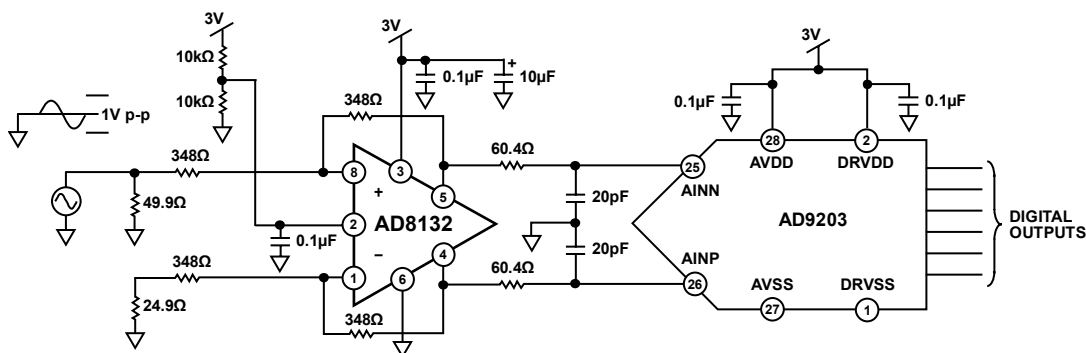 3V
10kΩ
10kΩ
1V p-p
348Ω
49.9Ω
348Ω
24.9Ω
0.1µF
3V
0.1µF
+
10µF
348Ω
8
3
5
+
2
AD8132
−
1
6
4
348Ω
60.4Ω
20pF
20pF
60.4Ω
3V
0.1µF
0.1µF
28
2
AVDD
DRVDD
25
AINN
AD9203
AINP
26
AVSS
DRVSS
27
1
DIGITAL
OUTPUTS